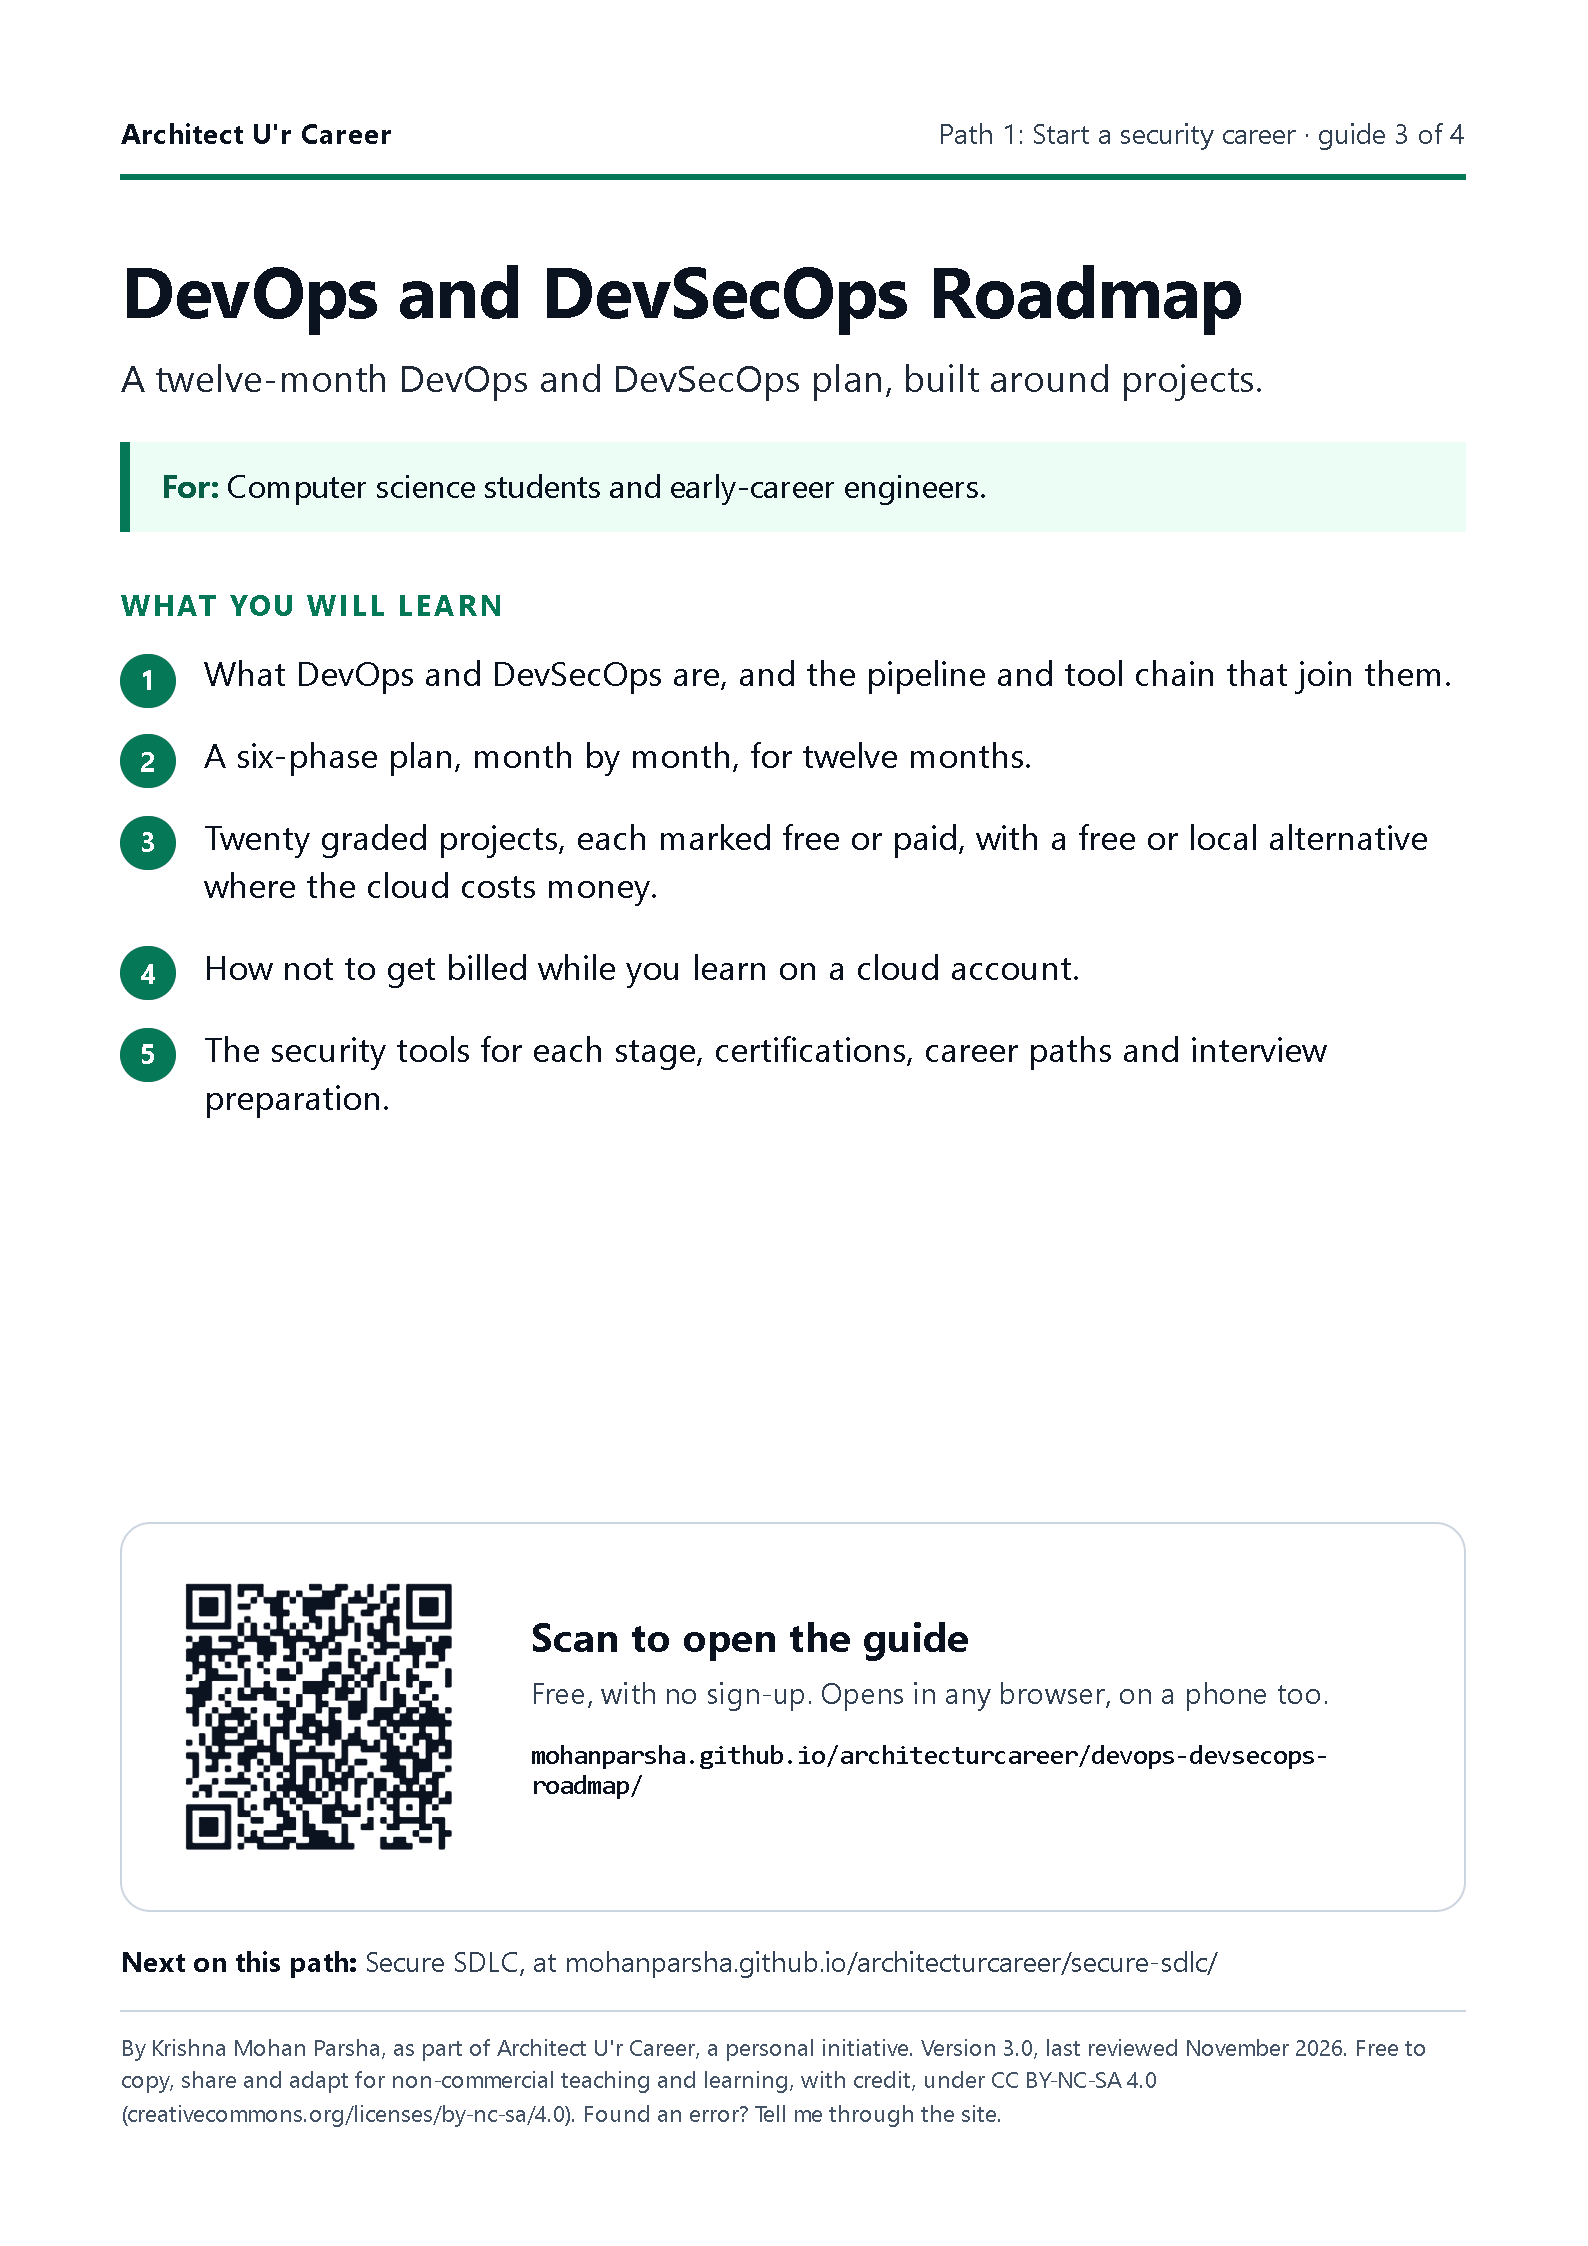 Architect U'r Career
Path 1: Start a security career · guide 3 of 4
DevOps and DevSecOps Roadmap
A twelve-month DevOps and DevSecOps plan, built around projects.
For: Computer science students and early-career engineers.
WHAT YOU WILL LEARN
1 What DevOps and DevSecOps are, and the pipeline and tool chain that join them.
2 A six-phase plan, month by month, for twelve months.
3 Twenty graded projects, each marked free or paid, with a free or local alternative
where the cloud costs money.
4 How not to get billed while you learn on a cloud account.
5 The security tools for each stage, certifications, career paths and interview
preparation.
Scan to open the guide
Free, with no sign-up. Opens in any browser, on a phone too.
mohanparsha.github.io/architecturcareer/devops-devsecops-
roadmap/
Next on this path: Secure SDLC, at mohanparsha.github.io/architecturcareer/secure-sdlc/
By Krishna Mohan Parsha, as part of Architect U'r Career, a personal initiative. Version 3.0, last reviewed November 2026. Free to
copy, share and adapt for non-commercial teaching and learning, with credit, under CC BY-NC-SA 4.0
(creativecommons.org/licenses/by-nc-sa/4.0). Found an error? Tell me through the site.